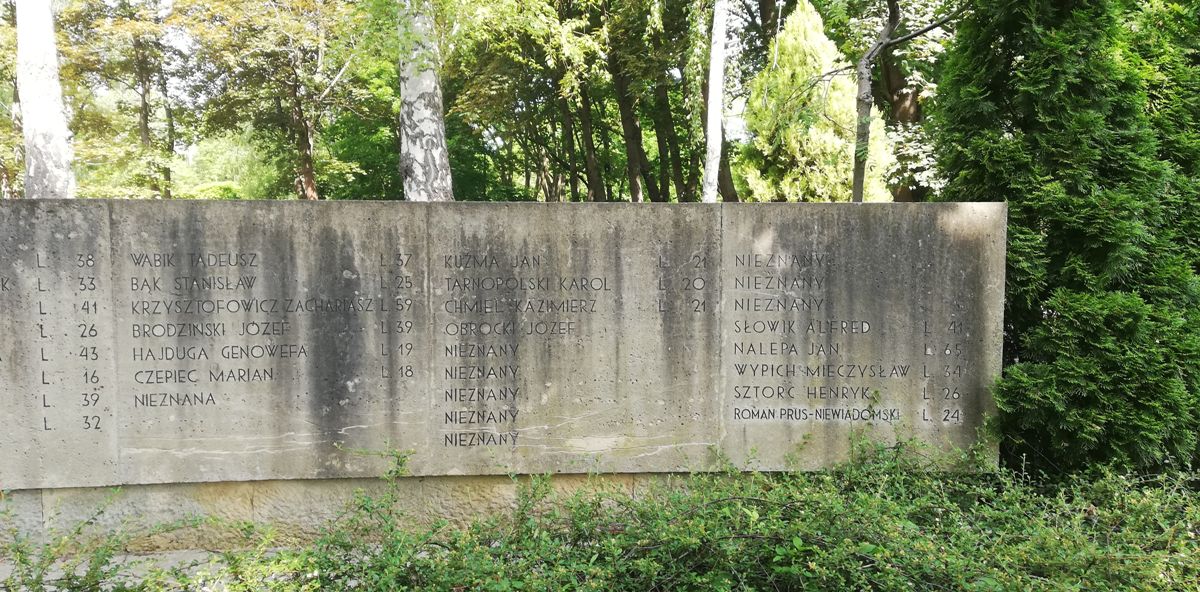 L. 38
K L. 33
L. 41
L. 26
A L. 43
L. 16
L. 39
L. 32
WĄBIK TADEUSZ L. 37
BĄK STANISŁAW L. 25
KRZYSZTOFOWICZ ZACHARIASZ L. 59
BRODZIŃSKI JÓZEF L. 39
HAJDUGA GENOWEFA L. 19
CZEPIEC MARIAN L. 18
NIEZNANA
KUŹMA JAN L. 21
TARNOPOLSKI KAROL L. 20
CHMIEL KAZIMIERZ L. 21
OBROCKI JÓZEF
NIEZNANY
NIEZNANY
NIEZNANY
NIEZNANY
NIEZNANY
NIEZNANY
NIEZNANY
NIEZNANY
SŁOWIK ALFRED L. 41
NALEPA JAN L. 65
WYPICH MIECZYSŁAW L. 34
SZTORC HENRYK L. 26
ROMAN PRUS-NIEWIADOMSKI L. 24